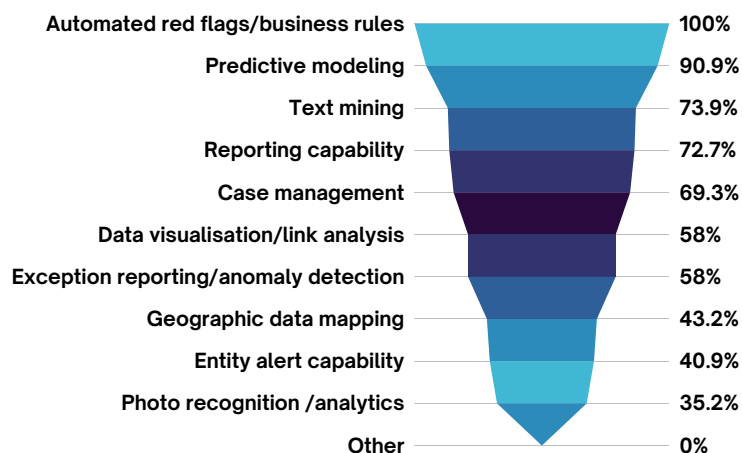 Automated red flags/business rules 100%
Predictive modeling 90.9%
Text mining 73.9%
Reporting capability 72.7%
Case management 69.3%
Data visualisation/link analysis 58%
Exception reporting/anomaly detection 58%
Geographic data mapping 43.2%
Entity alert capability 40.9%
Photo recognition /analytics 35.2%
Other 0%